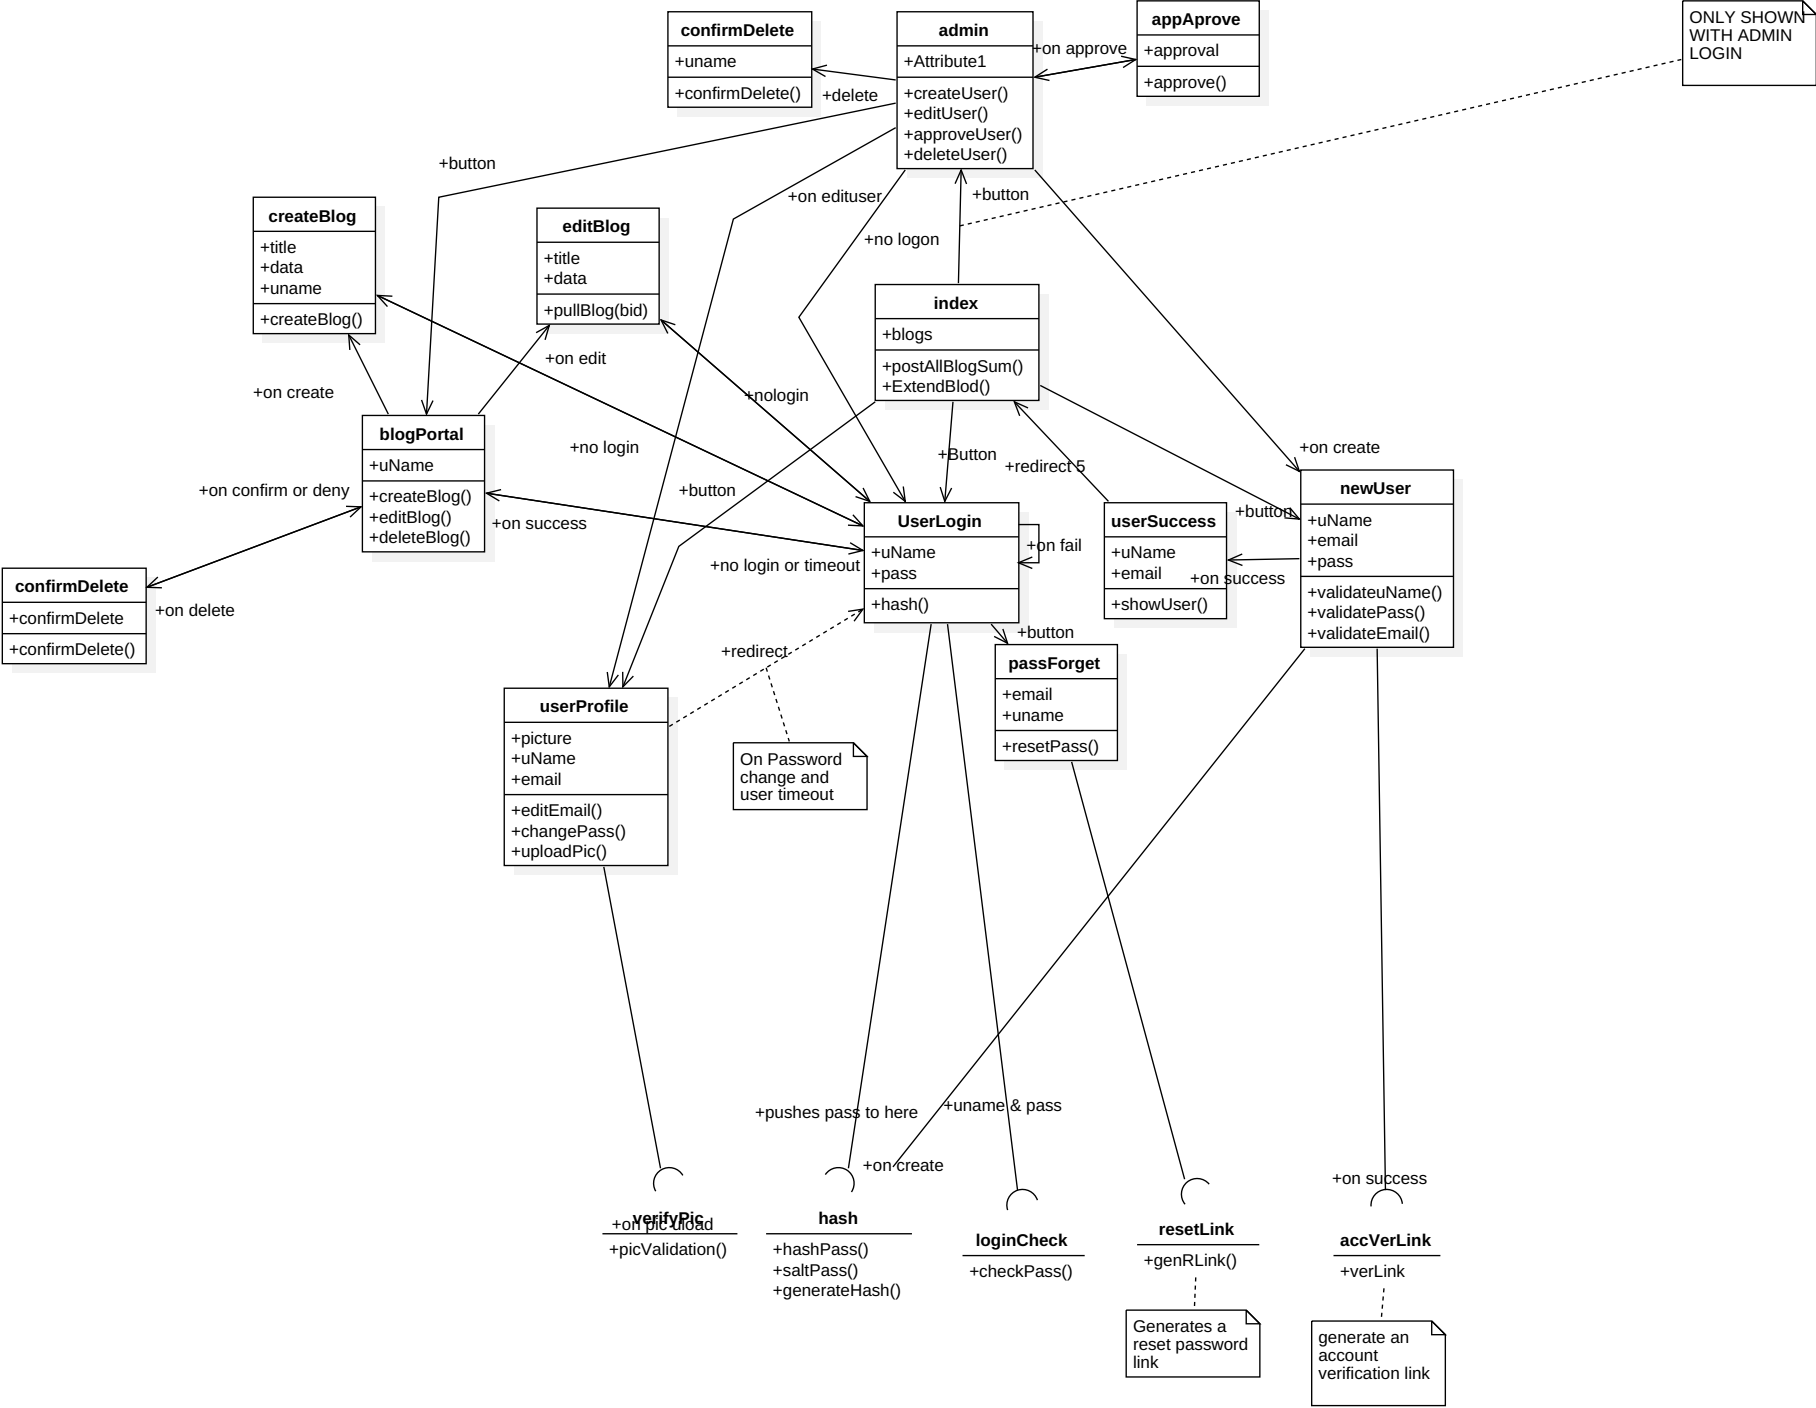 confirmDelete
+uname
+confirmDelete()
admin
+Attribute1
+createUser()
+editUser()
+approveUser()
+deleteUser()
appAprove
+approval
+approve()
ONLY SHOWN
WITH ADMIN
LOGIN
+on approve
+delete
+button
+on edituser
+button
+no logon
createBlog
+title
+data
+uname
+createBlog()
editBlog
+title
+data
+pullBlog(bid)
index
+blogs
+postAllBlogSum()
+ExtendBlod()
+on create
+on edit
+nologin
+no login
+Button
+redirect 5
+on create
blogPortal
+uName
+createBlog()
+editBlog()
+deleteBlog()
+on confirm or deny
+on success
+button
+no login or timeout
UserLogin
+uName
+pass
+hash()
+on fail
userSuccess
+uName
+email
+showUser()
+button
+on success
newUser
+uName
+email
+pass
+validateuName()
+validatePass()
+validateEmail()
confirmDelete
+confirmDelete
+confirmDelete()
+on delete
+redirect
+button
passForget
+email
+uname
+resetPass()
userProfile
+picture
+uName
+email
+editEmail()
+changePass()
+uploadPic()
On Password
change and
user timeout
+pushes pass to here
+uname & pass
+on create
+on success
verifyPic
+on pic uload
+picValidation()
hash
+hashPass()
+saltPass()
+generateHash()
loginCheck
+checkPass()
resetLink
+genRLink()
accVerLink
+verLink
Generates a
reset password
link
generate an
account
verification link